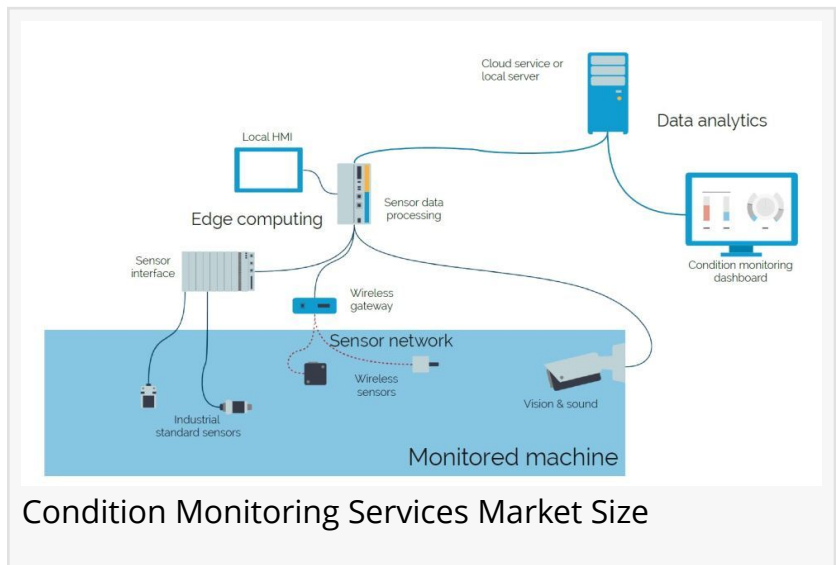 Cloud service or
local server
Data analytics
Local HMI
Edge computing
Sensor data
processing
Sensor
interface
Condition monitoring
dashboard
Wireless
gateway
Sensor network
Wireless
sensors
Vision & sound
Industrial
standard sensors
Monitored machine
Condition Monitoring Services Market Size